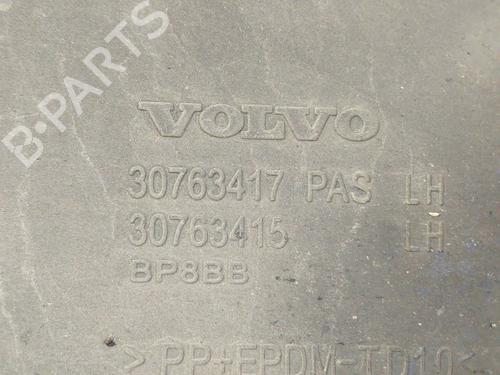 B-PARTS
VOLVO
30763417 PAS LH
30763415 LH
BP8BB
>PP+EPDM-TD10<